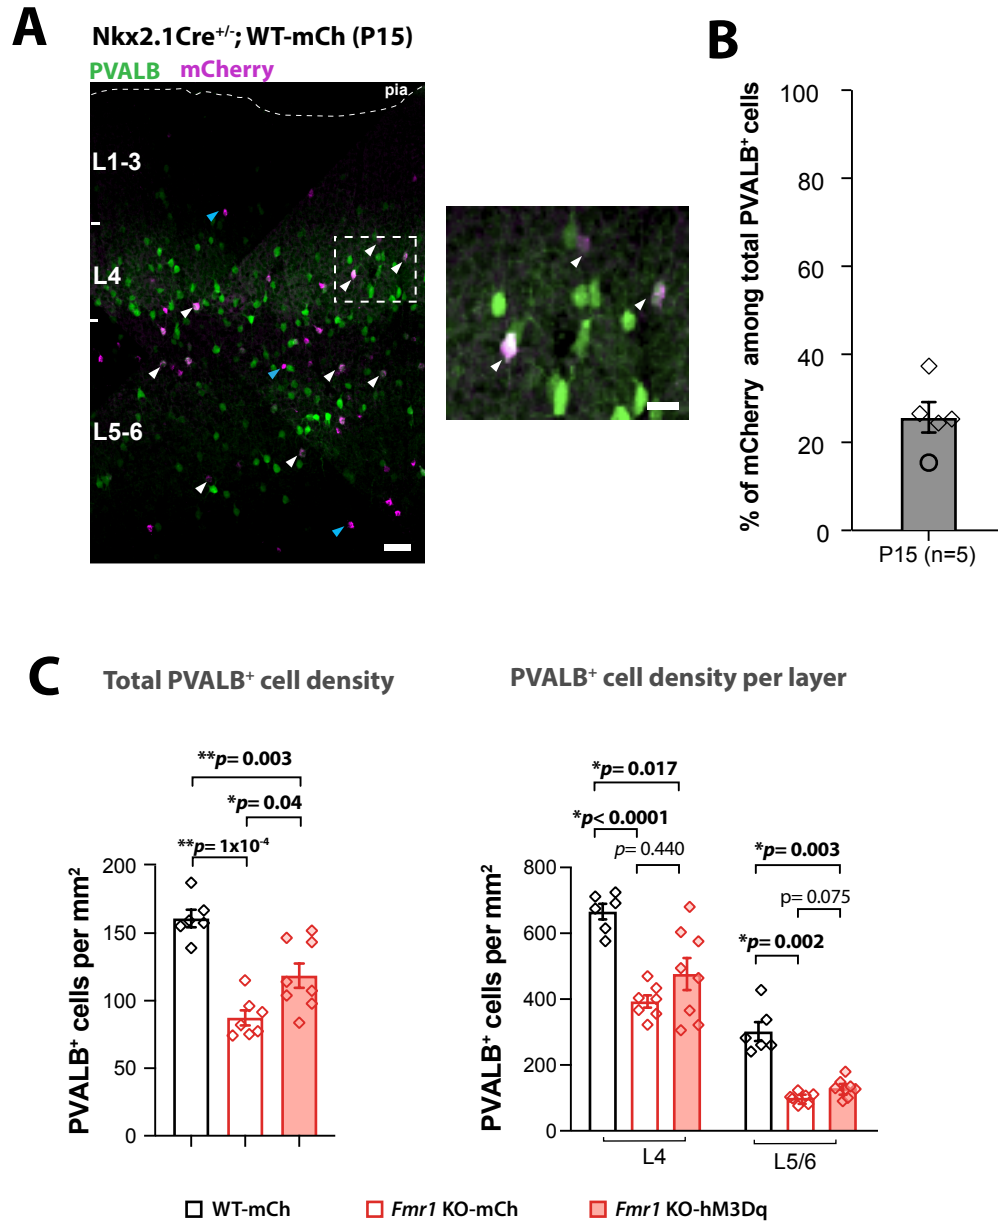 A
Nkx2.1Cre+/-; WT-mCh (P15)
PVALB mCherry
pia
L1-3
L4
L5-6
B
% of mCherry among total PVALB+ cells
100
80
60
40
20
0
P15 (n=5)
C
Total PVALB+ cell density
**p= 0.003
*p= 0.04
**p= 1x10-4
PVALB+ cells per mm2
200
150
100
50
0
PVALB+ cell density per layer
*p= 0.017
*p< 0.0001
p= 0.440
*p= 0.003
p= 0.075
*p= 0.002
PVALB+ cells per mm2
800
600
400
200
0
L4
L5/6
WT-mCh
Fmr1 KO-mCh
Fmr1 KO-hM3Dq